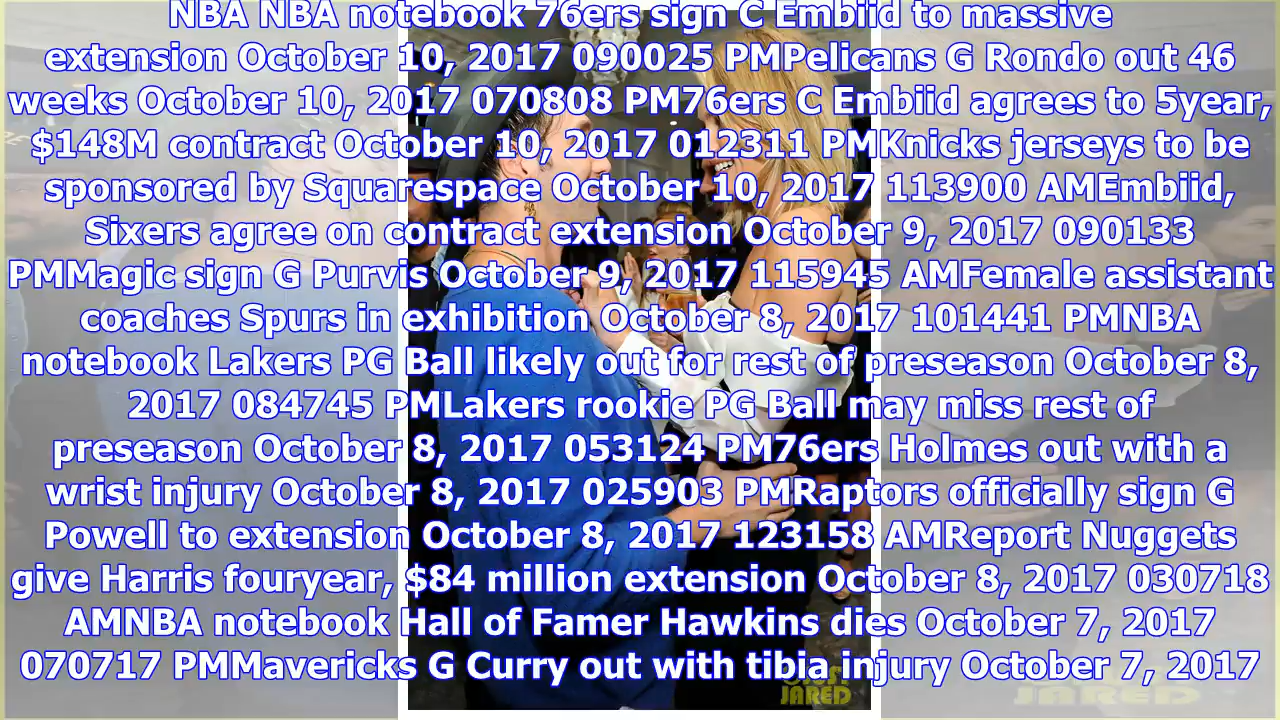 NBA NBA notebook 76ers sign C Embiid to massive
extension October 10, 2017 090025 PMPelicans G Rondo out 46
weeks October 10, 2017 070808 PM76ers C Embiid agrees to 5year,
$148M contract October 10, 2017 012311 PMKnicks jerseys to be
sponsored by Squarespace October 10, 2017 113900 AMEmbiid,
Sixers agree on contract extension October 9, 2017 090133
PMMagic sign G Purvis October 9, 2017 115945 AMFemale assistant
coaches Spurs in exhibition October 8, 2017 101441 PMNBA
notebook Lakers PG Ball likely out for rest of preseason October 8,
2017 084745 PMLakers rookie PG Ball may miss rest of
preseason October 8, 2017 053124 PM76ers Holmes out with a
wrist injury October 8, 2017 025903 PMRaptors officially sign G
Powell to extension October 8, 2017 123158 AMReport Nuggets
give Harris fouryear, $84 million extension October 8, 2017 030718
AMNBA notebook Hall of Famer Hawkins dies October 7, 2017
070717 PMMavericks G Curry out with tibia injury October 7, 2017
JUST
JARED
JARED